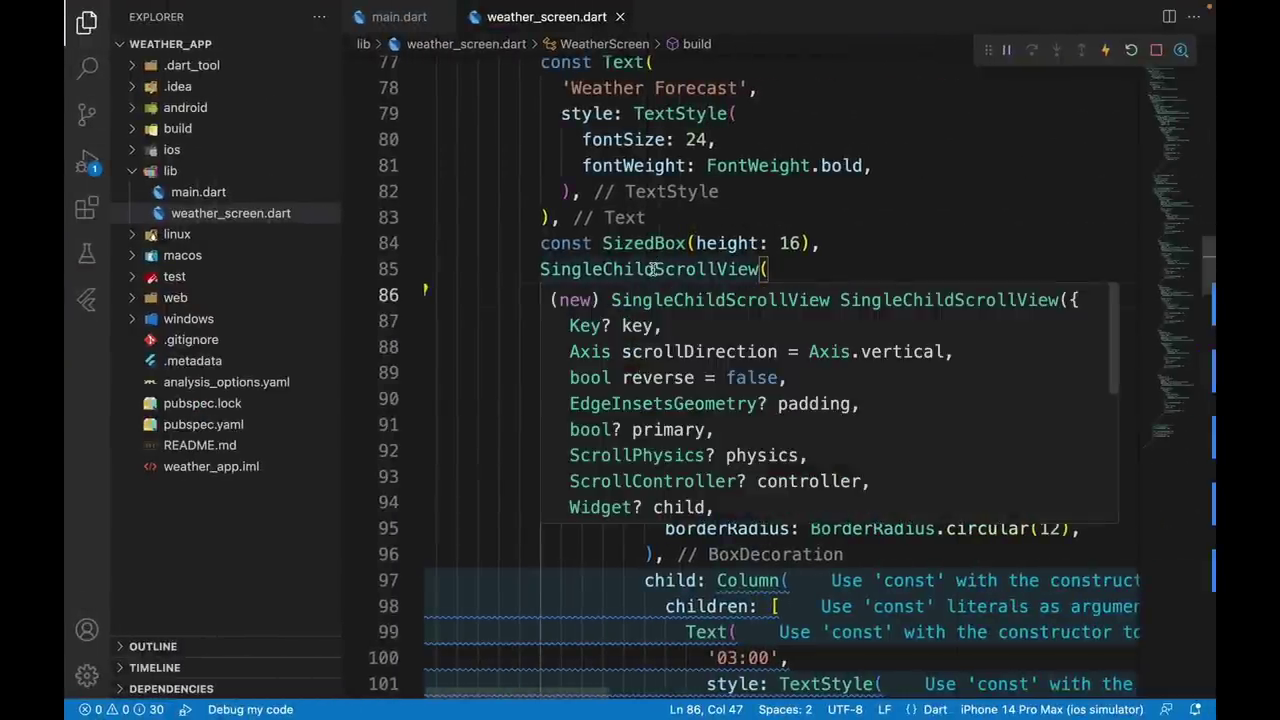 EXPLORER
WEATHER_APP
.dart_tool
.idea
android
build
ios
lib
main.dart
weather_screen.dart
linux
macos
test
web
windows
.gitignore
.metadata
analysis_options.yaml
pubspec.lock
pubspec.yaml
README.md
weather_app.iml
OUTLINE
TIMELINE
DEPENDENCIES
1
main.dart weather_screen.dart
lib > weather_screen.dart > WeatherScreen > build
77 const Text(
78 'Weather Forecast',
79 style: TextStyle(
80 fontSize: 24,
81 fontWeight: FontWeight.bold,
82 ), // TextStyle
83 ), // Text
84 const SizedBox(height: 16),
85 SingleChildScrollView(
86 (new) SingleChildScrollView SingleChildScrollView({
87 Key? key,
88 Axis scrollDirection = Axis.vertical,
89 bool reverse = false,
90 EdgeInsetsGeometry? padding,
91 bool? primary,
92 ScrollPhysics? physics,
93 ScrollController? controller,
94 Widget? child,
95 borderRadius: BorderRadius.circular(12),
96 ), // BoxDecoration
97 child: Column( Use 'const' with the construct
98 children: [ Use 'const' literals as argumen
99 Text( Use 'const' with the constructor to
100 '03:00',
101 style: TextStyle( Use 'const' with the
0 0 30 Debug my code Ln 86, Col 47 Spaces: 2 UTF-8 LF {} Dart iPhone 14 Pro Max (ios simulator)